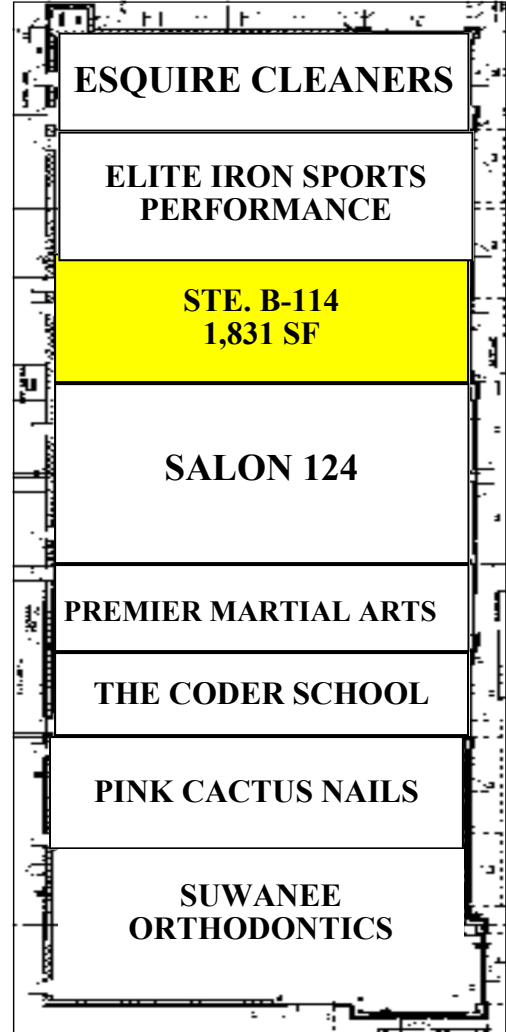 ESQUIRE CLEANERS
ELITE IRON SPORTS
PERFORMANCE
STE. B-114
1,831 SF
SALON 124
PREMIER MARTIAL ARTS
THE CODER SCHOOL
PINK CACTUS NAILS
SUWANEE
ORTHODONTICS